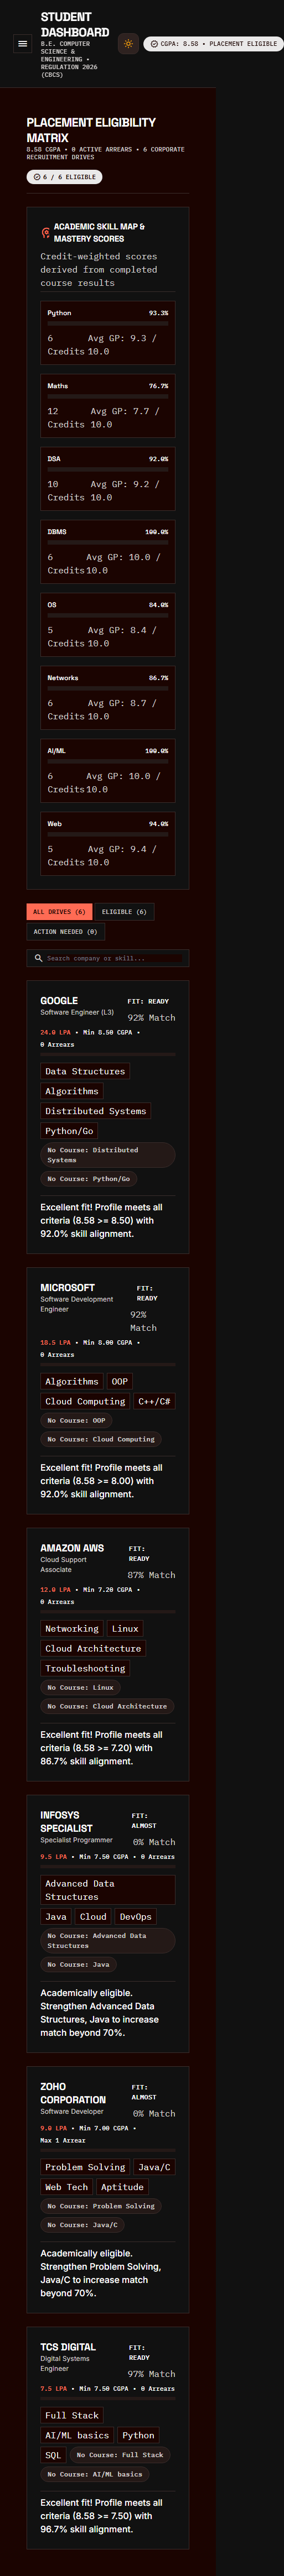 STUDENT
DASHBOARD
B.E. COMPUTER
SCIENCE &
ENGINEERING •
REGULATION 2026
(CBCS)
CGPA: 8.58 • PLACEMENT ELIGIBLE
PLACEMENT ELIGIBILITY
MATRIX
8.58 CGPA • 0 ACTIVE ARREARS • 6 CORPORATE
RECRUITMENT DRIVES
6 / 6 ELIGIBLE
ACADEMIC SKILL MAP &
MASTERY SCORES
Credit-weighted scores
derived from completed
course results
Python 93.3%
6 Avg GP: 9.3 /
Credits 10.0
Maths 76.7%
12 Avg GP: 7.7 /
Credits 10.0
DSA 92.0%
10 Avg GP: 9.2 /
Credits 10.0
DBMS 100.0%
6 Avg GP: 10.0 /
Credits 10.0
OS 84.0%
5 Avg GP: 8.4 /
Credits 10.0
Networks 86.7%
6 Avg GP: 8.7 /
Credits 10.0
AI/ML 100.0%
6 Avg GP: 10.0 /
Credits 10.0
Web 94.0%
5 Avg GP: 9.4 /
Credits 10.0
ALL DRIVES (6) ELIGIBLE (6)
ACTION NEEDED (0)
Search company or skill...
GOOGLE FIT: READY
Software Engineer (L3) 92% Match
24.0 LPA • Min 8.50 CGPA •
0 Arrears
Data Structures
Algorithms
Distributed Systems
Python/Go
No Course: Distributed
Systems
No Course: Python/Go
Excellent fit! Profile meets all
criteria (8.58 >= 8.50) with
92.0% skill alignment.
MICROSOFT FIT:
READY
Software Development
Engineer
92%
Match
18.5 LPA • Min 8.00 CGPA •
0 Arrears
Algorithms OOP
Cloud Computing C++/C#
No Course: OOP
No Course: Cloud Computing
Excellent fit! Profile meets all
criteria (8.58 >= 8.00) with
92.0% skill alignment.
AMAZON AWS FIT:
READY
Cloud Support
Associate
87% Match
12.0 LPA • Min 7.20 CGPA •
0 Arrears
Networking Linux
Cloud Architecture
Troubleshooting
No Course: Linux
No Course: Cloud Architecture
Excellent fit! Profile meets all
criteria (8.58 >= 7.20) with
86.7% skill alignment.
INFOSYS
SPECIALIST
FIT:
ALMOST
Specialist Programmer 0% Match
9.5 LPA • Min 7.50 CGPA • 0 Arrears
Advanced Data
Structures
Java Cloud DevOps
No Course: Advanced Data
Structures
No Course: Java
Academically eligible.
Strengthen Advanced Data
Structures, Java to increase
match beyond 70%.
ZOHO
CORPORATION
FIT:
ALMOST
Software Developer 0% Match
9.0 LPA • Min 7.00 CGPA •
Max 1 Arrear
Problem Solving Java/C
Web Tech Aptitude
No Course: Problem Solving
No Course: Java/C
Academically eligible.
Strengthen Problem Solving,
Java/C to increase match
beyond 70%.
TCS DIGITAL FIT:
READY
Digital Systems
Engineer
97% Match
7.5 LPA • Min 7.50 CGPA • 0 Arrears
Full Stack
AI/ML basics Python
SQL No Course: Full Stack
No Course: AI/ML basics
Excellent fit! Profile meets all
criteria (8.58 >= 7.50) with
96.7% skill alignment.